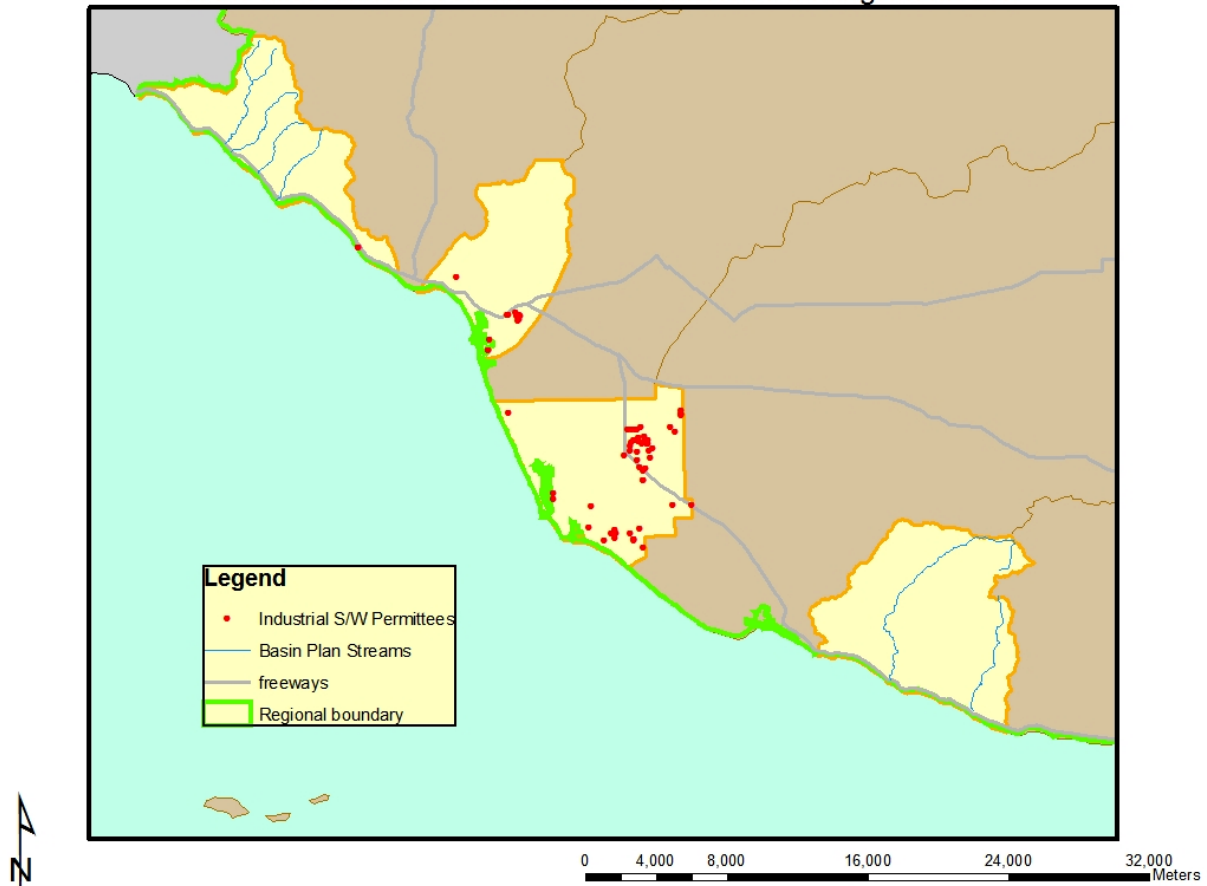 Legend
Industrial S/W Permittees
Basin Plan Streams
freeways
Regional boundary
N
0 4,000 8,000 16,000 24,000 32,000
Meters